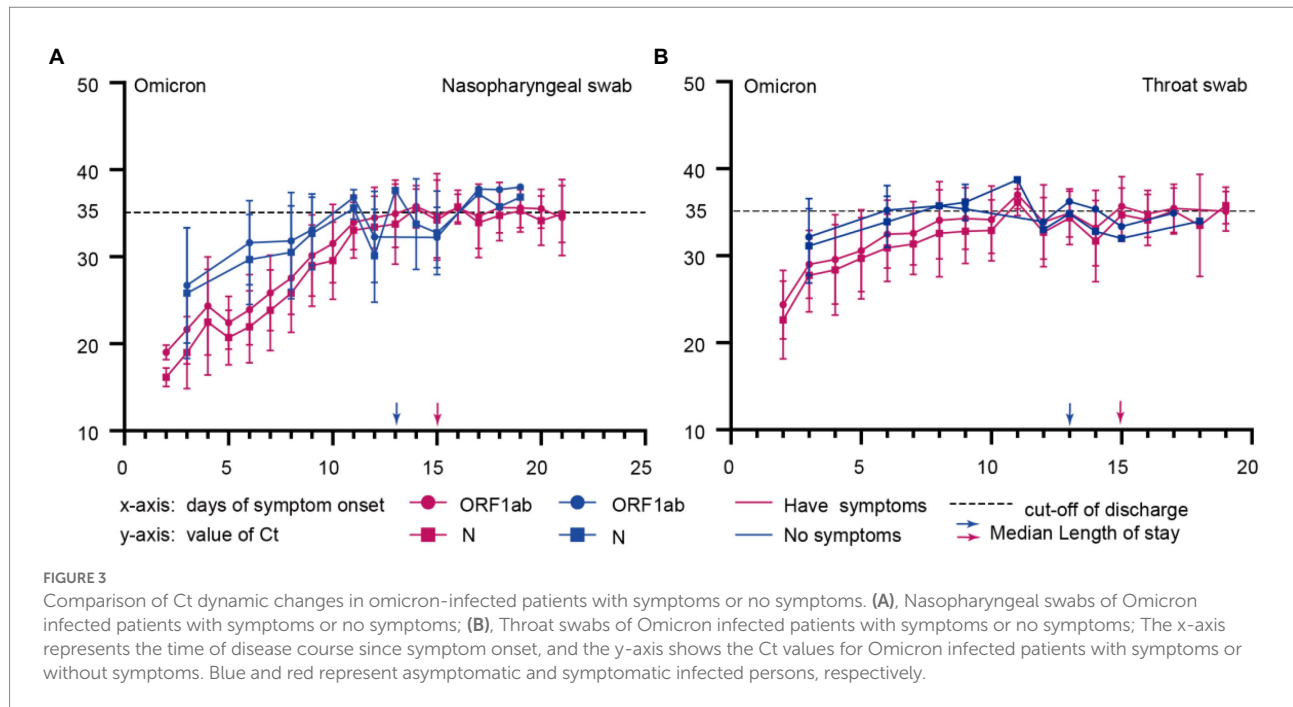 A
B
50
Omicron
Nasopharyngeal swab
40
35
30
20
10
0
5
10
15
20
25
50
Omicron
Throat swab
40
35
30
20
10
0
5
10
15
20
x-axis: days of symptom onset
ORF1ab
ORF1ab
Have symptoms
cut-off of discharge
y-axis: value of Ct
N
N
No symptoms
Median Length of stay
FIGURE 3
Comparison of Ct dynamic changes in omicron-infected patients with symptoms or no symptoms. (A), Nasopharyngeal swabs of Omicron
infected patients with symptoms or no symptoms; (B), Throat swabs of Omicron infected patients with symptoms or no symptoms; The x-axis
represents the time of disease course since symptom onset, and the y-axis shows the Ct values for Omicron infected patients with symptoms or
without symptoms. Blue and red represent asymptomatic and symptomatic infected persons, respectively.